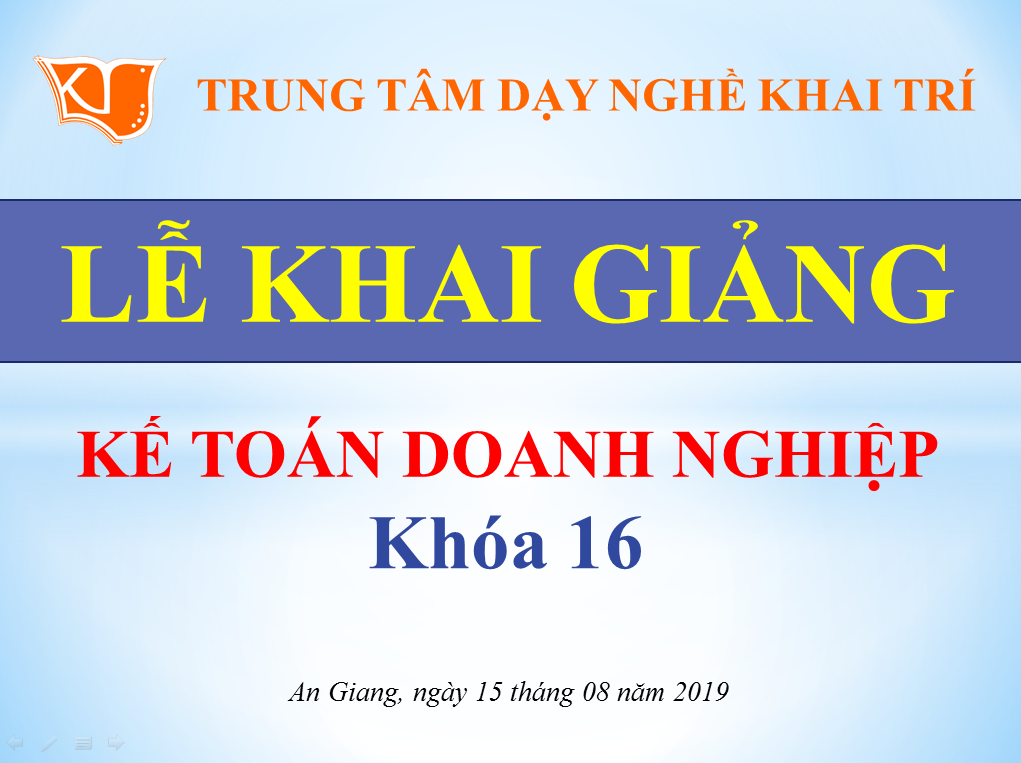 KT
TRUNG TÂM DẠY NGHỀ KHAI TRÍ
LỄ KHAI GIẢNG
KẾ TOÁN DOANH NGHIỆP
Khóa 16
An Giang, ngày 15 tháng 08 năm 2019